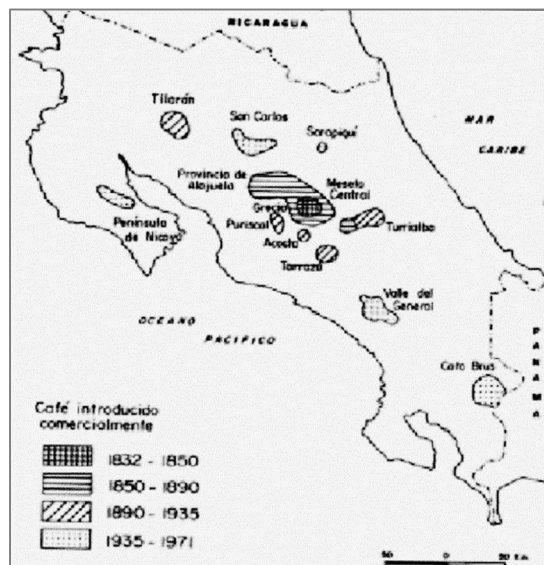 NICARAGUA
Tilarán
San Carlos
Sarapiquí
MAR
CARIBE
Provincia de
Alajuela
Meseta
Central
Grecia
Puriscal
Península
de Nicoya
Acosta
Turrialba
Tarrazú
Valle del
General
OCEANO
PACIFICO
PANAMA
Coto Brus
Café introducido
comercialmente
1832 - 1850
1850 - 1890
1890 - 1935
1935 - 1971
50 0 50 Km.